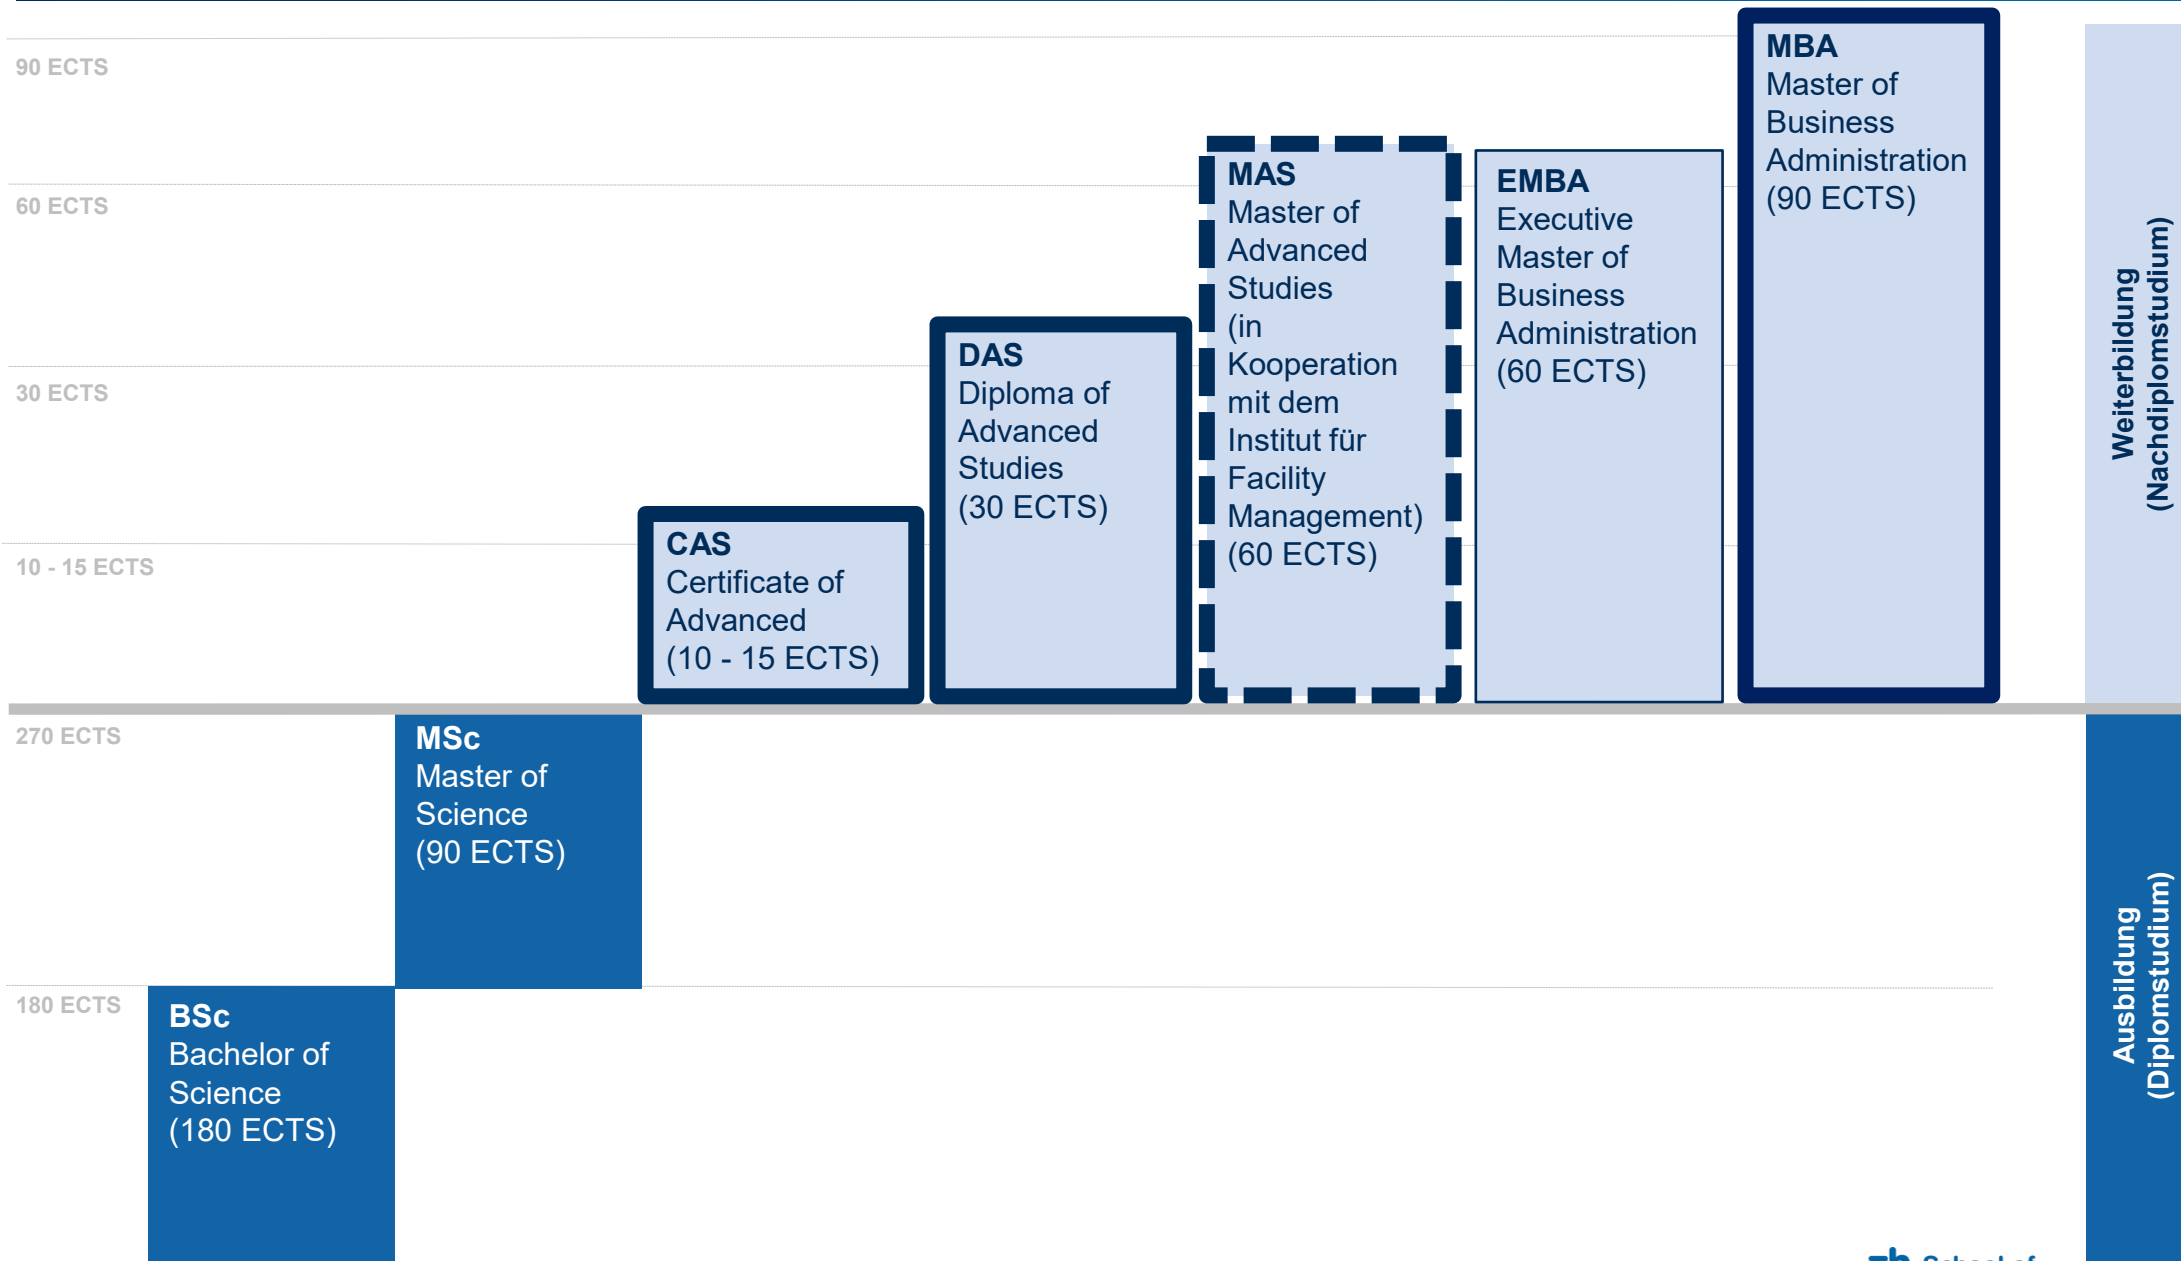 90 ECTS
60 ECTS
30 ECTS
10 - 15 ECTS
270 ECTS
180 ECTS
BSc
Bachelor of
Science
(180 ECTS)
MSc
Master of
Science
(90 ECTS)
CAS
Certificate of
Advanced
(10 - 15 ECTS)
DAS
Diploma of
Advanced
Studies
(30 ECTS)
MAS
Master of
Advanced
Studies
(in
Kooperation
mit dem
Institut für
Facility
Management)
(60 ECTS)
EMBA
Executive
Master of
Business
Administration
(60 ECTS)
MBA
Master of
Business
Administration
(90 ECTS)
Weiterbildung
(Nachdiplomstudium)
Ausbildung
(Diplomstudium)
School of